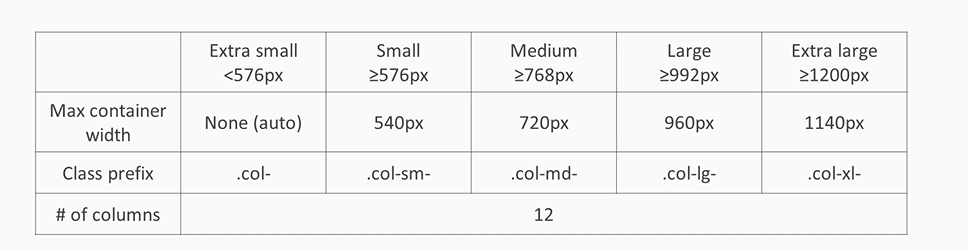 Extra small Small Medium Large Extra large
<576px ≥576px ≥768px ≥992px ≥1200px
Max container
width None (auto) 540px 720px 960px 1140px
Class prefix .col- .col-sm- .col-md- .col-lg- .col-xl-
# of columns 12